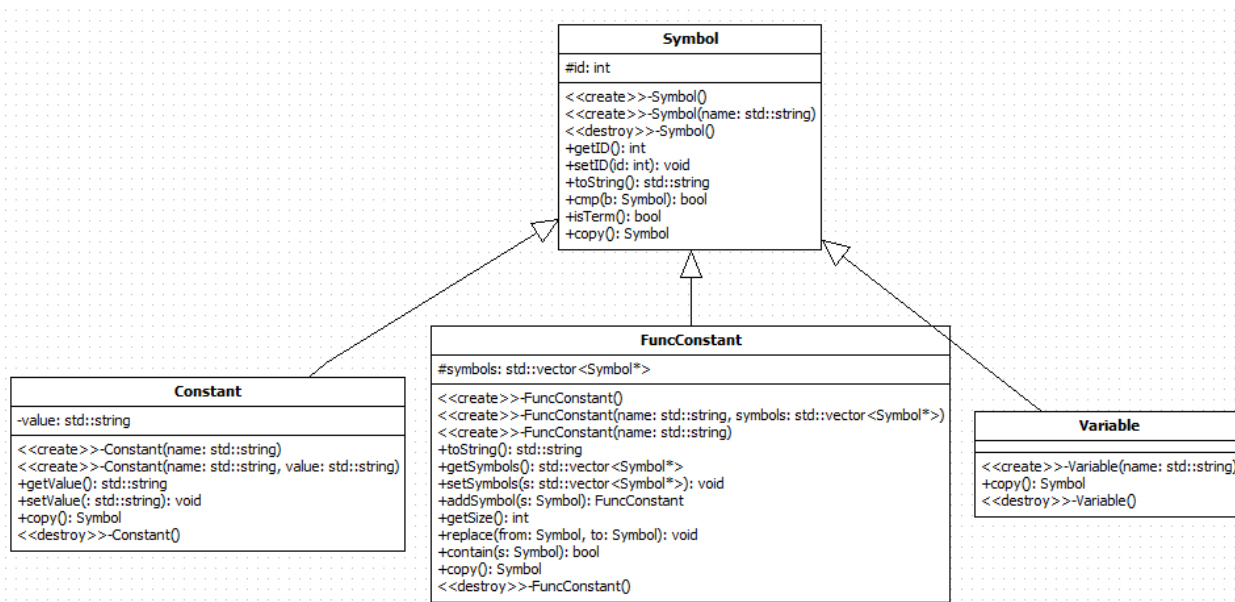 Symbol
#id: int
<<create>>-Symbol()
<<create>>-Symbol(name: std::string)
<<destroy>>-Symbol()
+getID(): int
+setID(id: int): void
+toString(): std::string
+cmp(b: Symbol): bool
+isTerm(): bool
+copy(): Symbol
Constant
-value: std::string
<<create>>-Constant(name: std::string)
<<create>>-Constant(name: std::string, value: std::string)
+getValue(): std::string
+setValue(: std::string): void
+copy(): Symbol
<<destroy>>-Constant()
FuncConstant
#symbols: std::vector<Symbol*>
<<create>>-FuncConstant()
<<create>>-FuncConstant(name: std::string, symbols: std::vector<Symbol*>)
<<create>>-FuncConstant(name: std::string)
+toString(): std::string
+getSymbols(): std::vector<Symbol*>
+setSymbols(s: std::vector<Symbol*>): void
+addSymbol(s: Symbol): FuncConstant
+getSize(): int
+replace(from: Symbol, to: Symbol): void
+contain(s: Symbol): bool
+copy(): Symbol
<<destroy>>-FuncConstant()
Variable
<<create>>-Variable(name: std::string)
+copy(): Symbol
<<destroy>>-Variable()